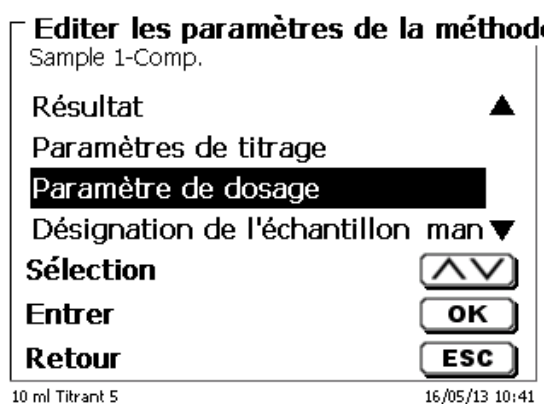 Editer les paramètres de la méthode
Sample 1-Comp.
Résultat
Paramètres de titrage
Paramètre de dosage
Désignation de l'échantillon man
Sélection
Entrer OK
Retour ESC
10 ml Titrant 5 16/05/13 10:41